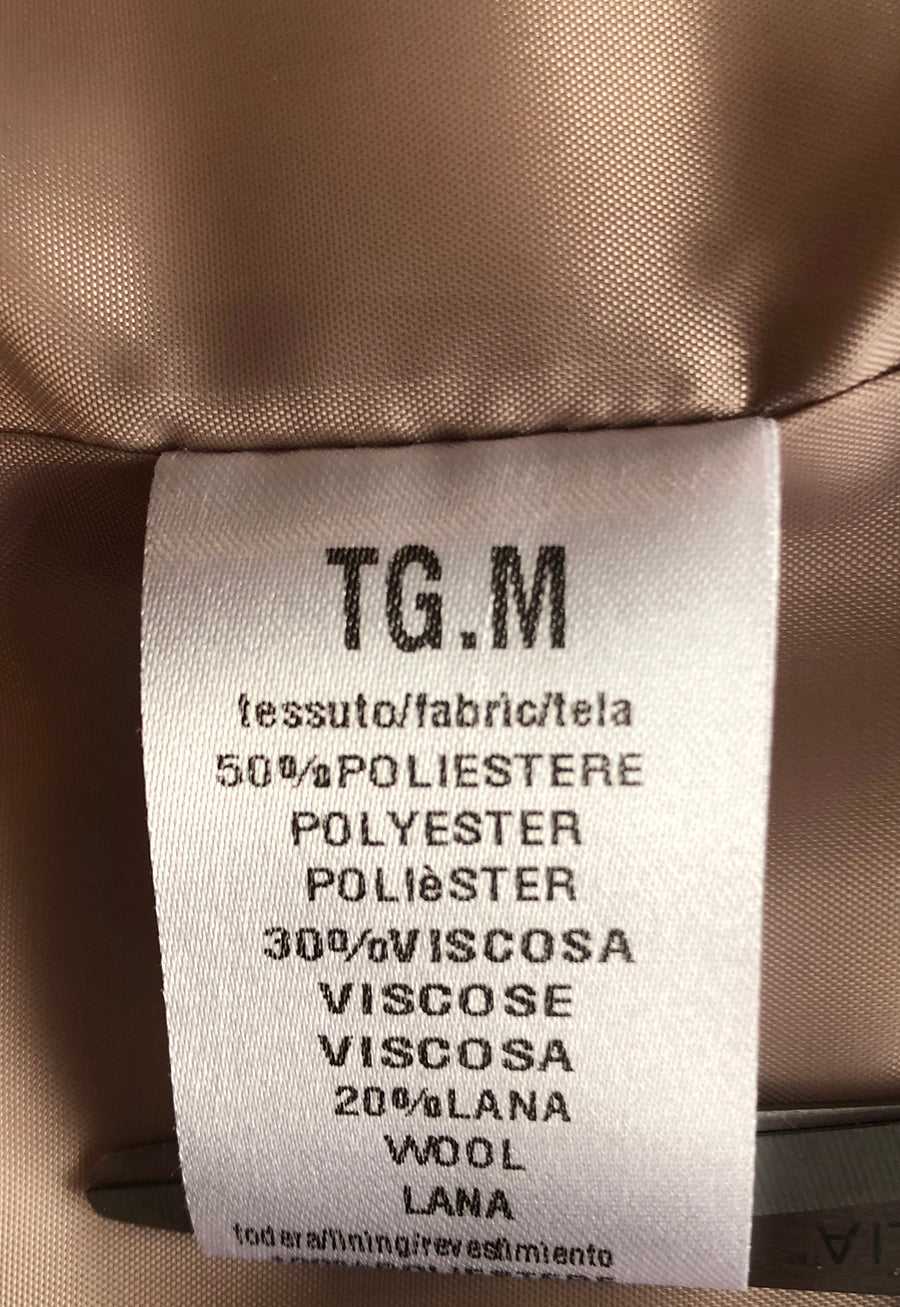 TG.M
tessuto/fabric/tela
50%POLIESTERE
POLYESTER
POLIèSTER
30%VISCOSA
VISCOSE
VISCOSA
20%LANA
WOOL
LANA
fodera/lining/revestimiento